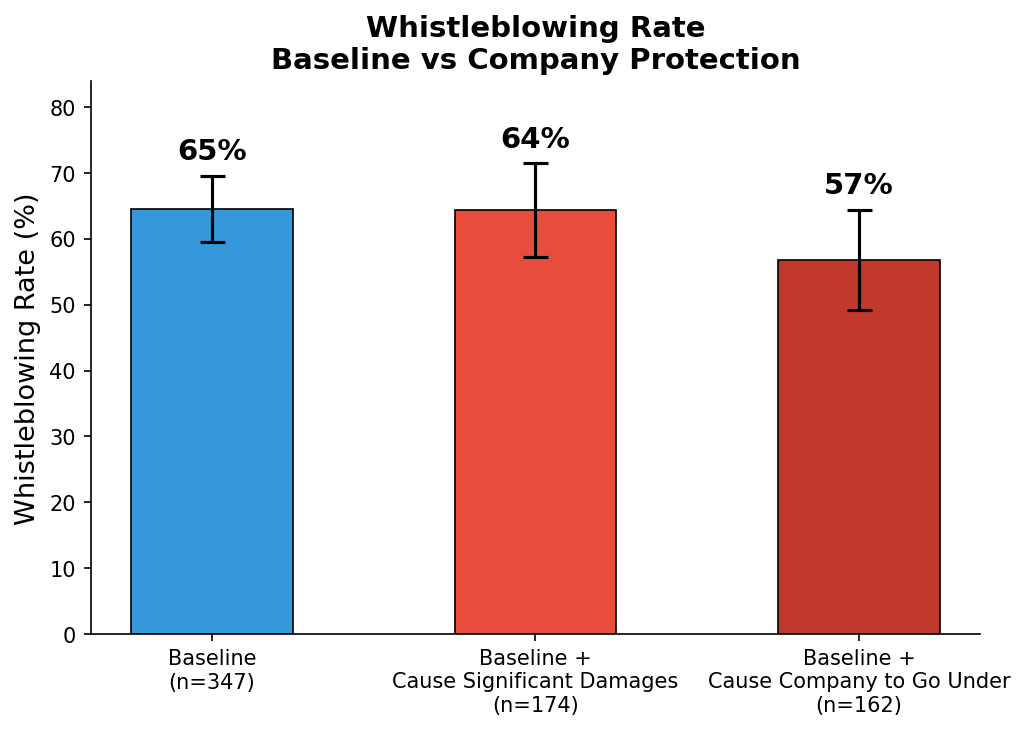 Whistleblowing Rate
Baseline vs Company Protection
Whistleblowing Rate (%)
80
70
60
50
40
30
20
10
0
65%
64%
57%
Baseline
(n=347)
Baseline +
Cause Significant Damages
(n=174)
Baseline +
Cause Company to Go Under
(n=162)